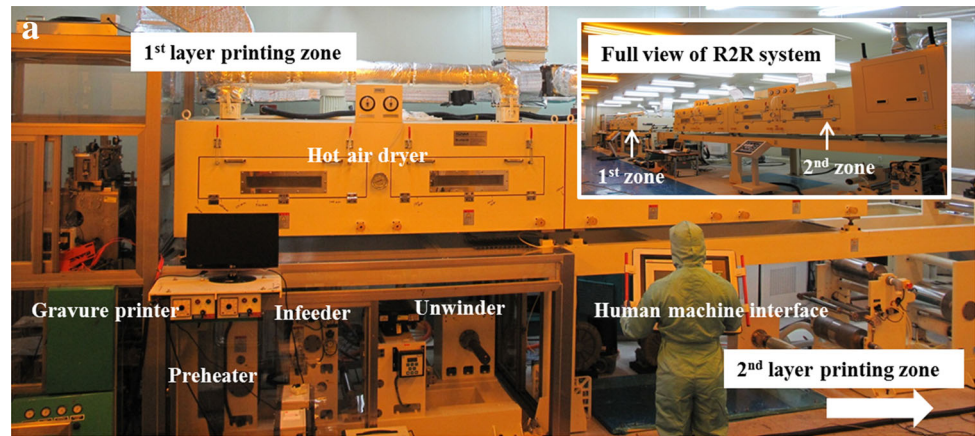 a
1st layer printing zone
Full view of R2R system
1st zone
2nd zone
Hot air dryer
Gravure printer
Infeeder
Unwinder
Human machine interface
Preheater
2nd layer printing zone